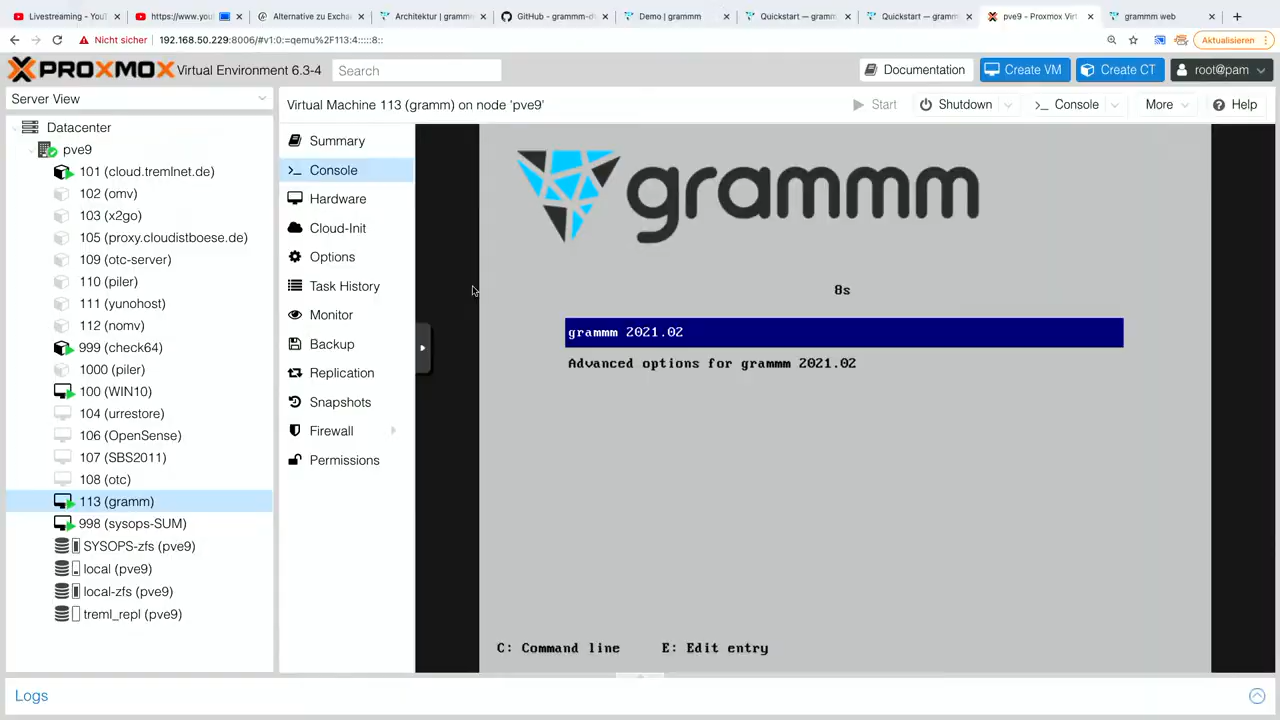 Livestreaming - YouT
https://www.you
Alternative zu Excha
Architektur | gramm
GitHub - grammm-d
Demo | grammm
Quickstart — gramm
Quickstart — gramm
pve9 - Proxmox Virt
grammm web
Nicht sicher
192.168.50.229:8006/#v1:0:=qemu%2F113:4:::::8::
Aktualisieren
PROXMOX Virtual Environment 6.3-4
Search
Documentation
Create VM
Create CT
root@pam
Server View
Virtual Machine 113 (gramm) on node 'pve9'
Start
Shutdown
Console
More
Help
Datacenter
pve9
101 (cloud.tremlnet.de)
102 (omv)
103 (x2go)
105 (proxy.cloudistboese.de)
109 (otc-server)
110 (piler)
111 (yunohost)
112 (nomv)
999 (check64)
1000 (piler)
100 (WIN10)
104 (urrestore)
106 (OpenSense)
107 (SBS2011)
108 (otc)
113 (gramm)
998 (sysops-SUM)
SYSOPS-zfs (pve9)
local (pve9)
local-zfs (pve9)
treml_repl (pve9)
Summary
Console
Hardware
Cloud-Init
Options
Task History
Monitor
Backup
Replication
Snapshots
Firewall
Permissions
grammm
8s
grammm 2021.02
Advanced options for grammm 2021.02
C: Command line
E: Edit entry
Logs